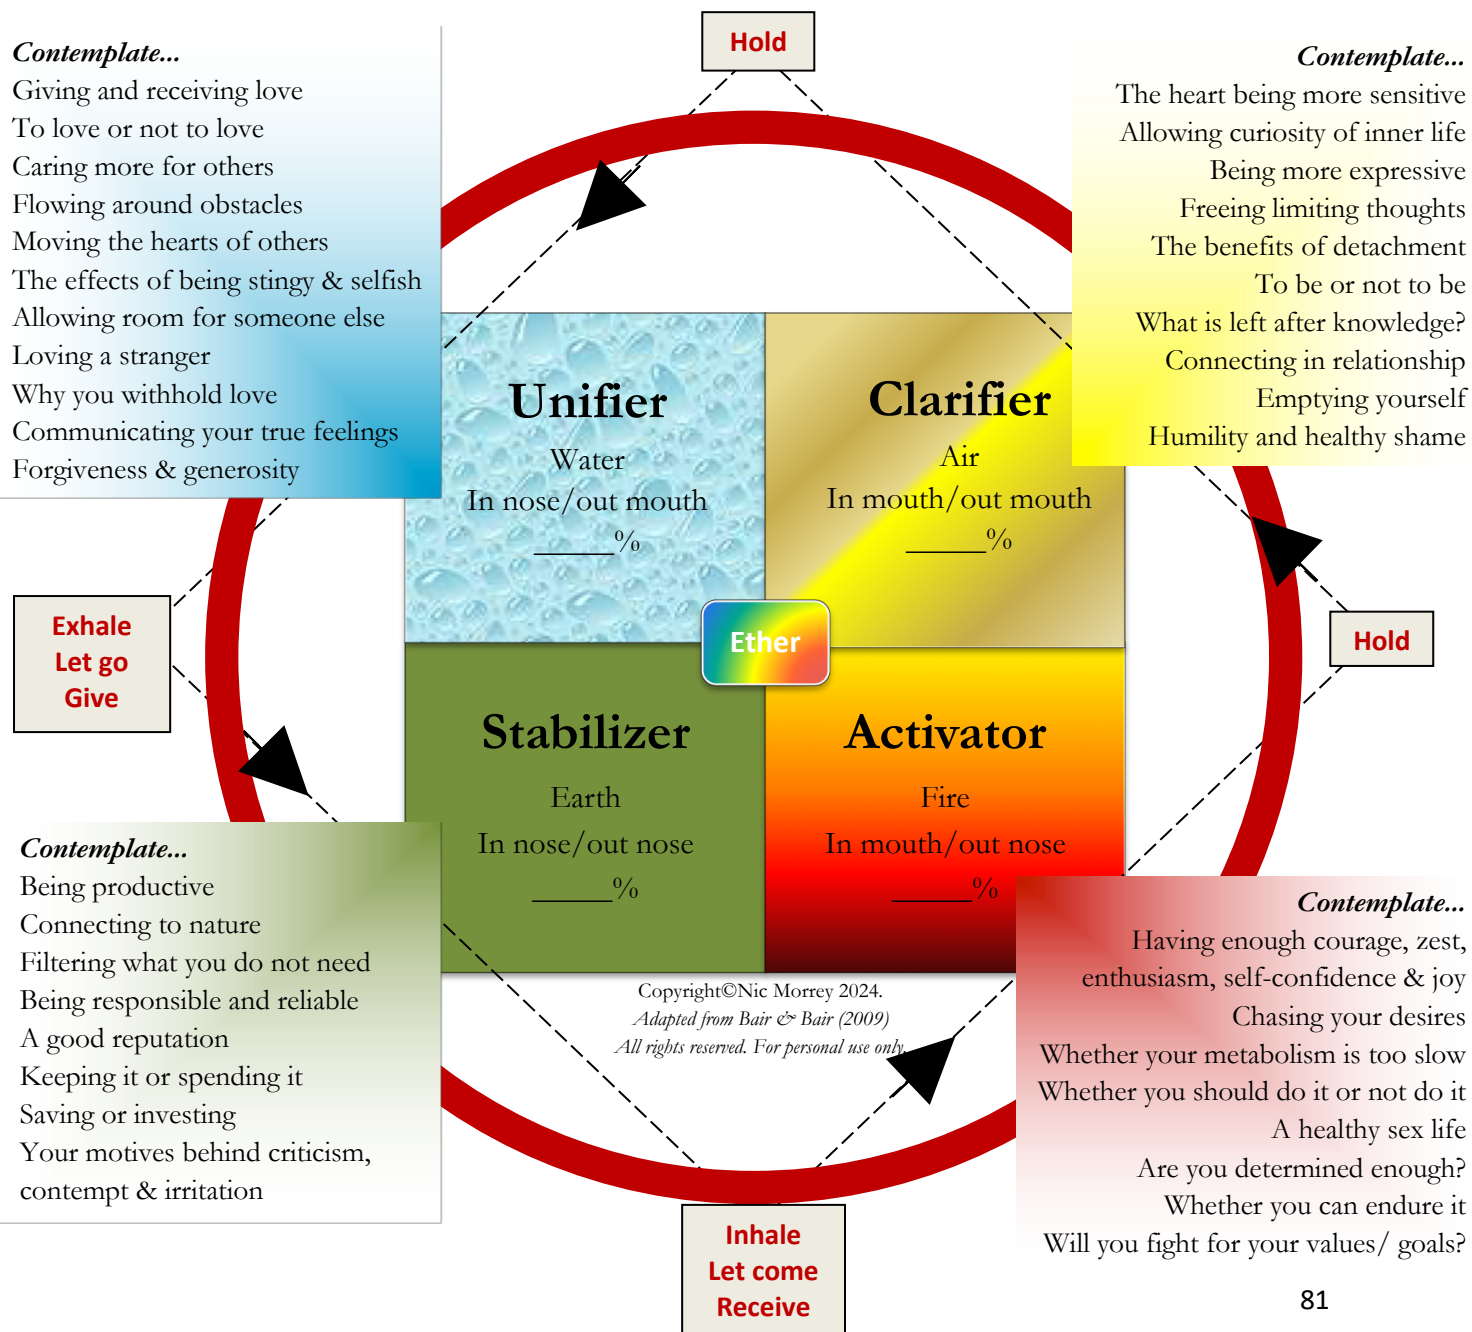 Hold
Contemplate...
Giving and receiving love
To love or not to love
Caring more for others
Flowing around obstacles
Moving the hearts of others
The effects of being stingy & selfish
Allowing room for someone else
Loving a stranger
Why you withhold love
Communicating your true feelings
Forgiveness & generosity
Contemplate...
The heart being more sensitive
Allowing curiosity of inner life
Being more expressive
Freeing limiting thoughts
The benefits of detachment
To be or not to be
What is left after knowledge?
Connecting in relationship
Emptying yourself
Humility and healthy shame
Unifier
Water
In nose/out mouth
_____%
Clarifier
Air
In mouth/out mouth
_____%
Exhale
Let go
Give
Ether
Hold
Stabilizer
Earth
In nose/out nose
_____%
Activator
Fire
In mouth/out nose
_____%
Contemplate...
Being productive
Connecting to nature
Filtering what you do not need
Being responsible and reliable
A good reputation
Keeping it or spending it
Saving or investing
Your motives behind criticism,
contempt & irritation
Copyright©Nic Morrey 2024.
Adapted from Bair & Bair (2009)
All rights reserved. For personal use only.
Contemplate...
Having enough courage, zest,
enthusiasm, self-confidence & joy
Chasing your desires
Whether your metabolism is too slow
Whether you should do it or not do it
A healthy sex life
Are you determined enough?
Whether you can endure it
Will you fight for your values/ goals?
Inhale
Let come
Receive
81